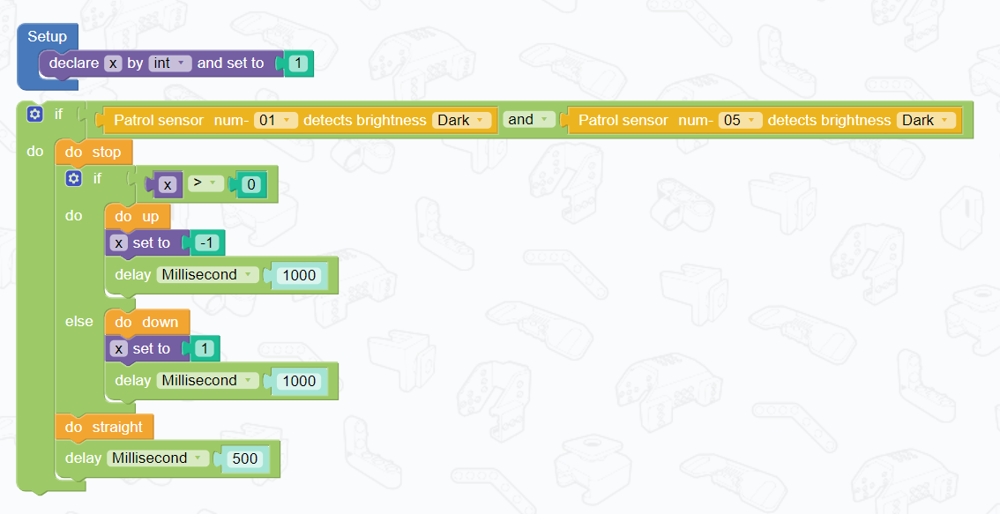 Setup
declare x by int and set to 1
if Patrol sensor num- 01 detects brightness Dark and Patrol sensor num- 05 detects brightness Dark
do do stop
if x > 0
do do up
x set to -1
delay Millisecond 1000
else do down
x set to 1
delay Millisecond 1000
do straight
delay Millisecond 500